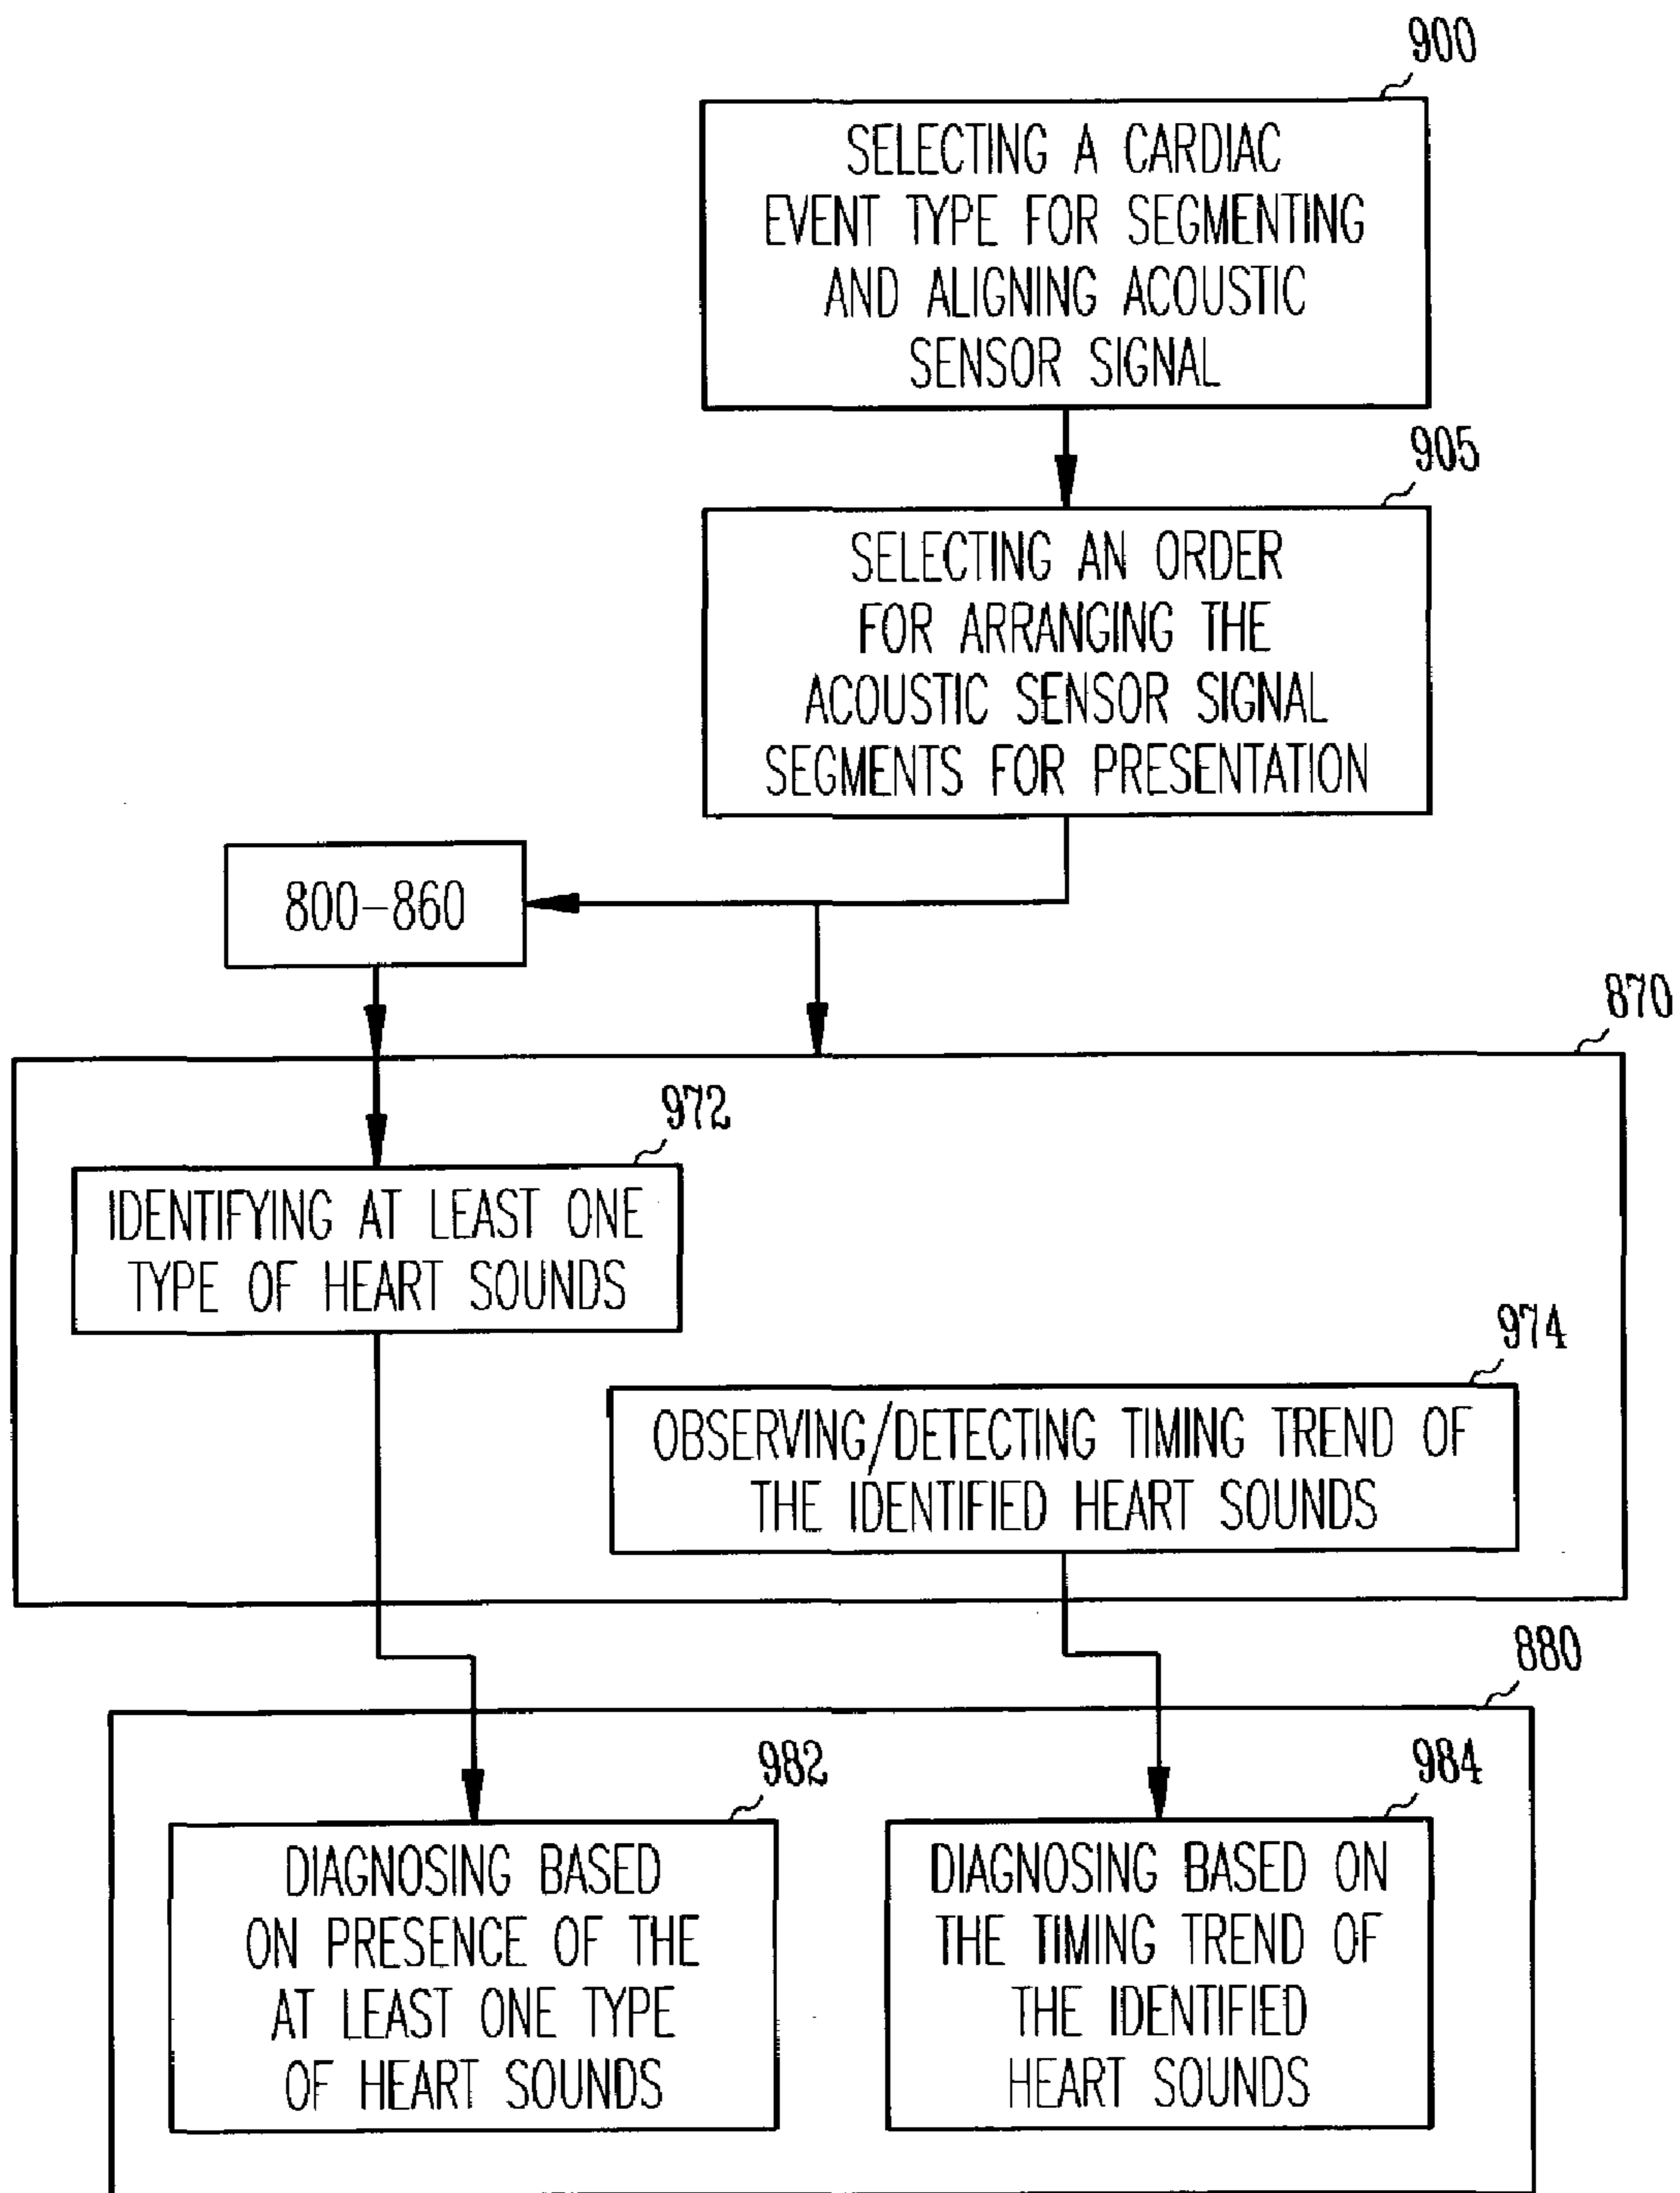 900
SELECTING A CARDIAC
EVENT TYPE FOR SEGMENTING
AND ALIGNING ACOUSTIC
SENSOR SIGNAL
905
SELECTING AN ORDER
FOR ARRANGING THE
ACOUSTIC SENSOR SIGNAL
SEGMENTS FOR PRESENTATION
800-860
870
972
IDENTIFYING AT LEAST ONE
TYPE OF HEART SOUNDS
974
OBSERVING/DETECTING TIMING TREND OF
THE IDENTIFIED HEART SOUNDS
880
982
DIAGNOSING BASED
ON PRESENCE OF THE
AT LEAST ONE TYPE
OF HEART SOUNDS
984
DIAGNOSING BASED ON
THE TIMING TREND OF
THE IDENTIFIED
HEART SOUNDS